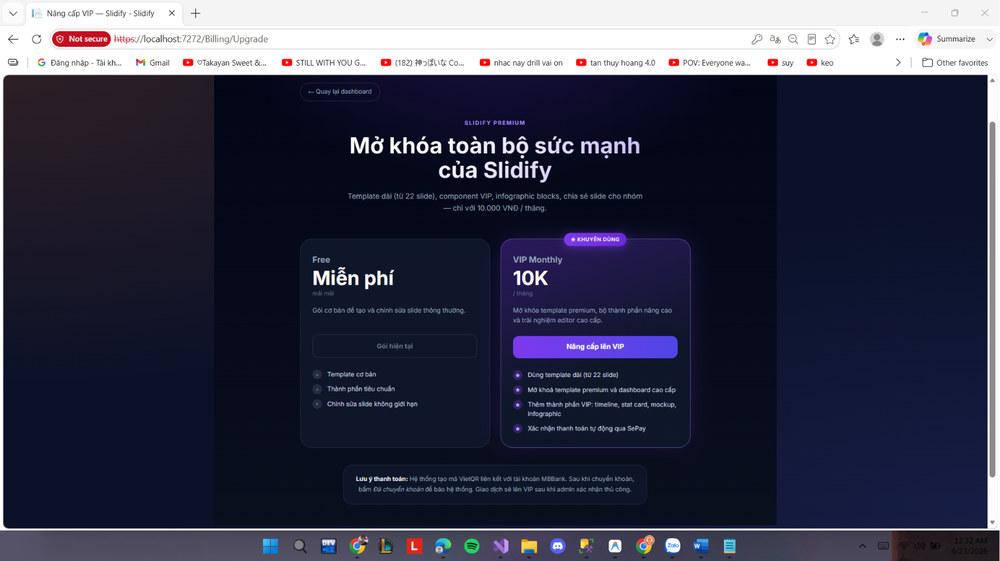 Nâng cấp VIP — Slidify - Slidify
Not secure
https://localhost:7272/Billing/Upgrade
Summarize
Đăng nhập - Tài kh...
Gmail
♡Takayan Sweet &...
STILL WITH YOU G...
(182) 神っぽいな Co...
nhac nay drill vai on
tan thuy hoang 4.0
POV: Everyone wa...
suy
keo
Other favorites
← Quay lại dashboard
SLIDIFY PREMIUM
Mở khóa toàn bộ sức mạnh
của Slidify
Template dài (từ 22 slide), component VIP, infographic blocks, chia sẻ slide cho nhóm
— chỉ với 10.000 VNĐ / tháng.
Free
Miễn phí
mãi mãi
Gói cơ bản để tạo và chỉnh sửa slide thông thường.
Gói hiện tại
Template cơ bản
Thành phần tiêu chuẩn
Chỉnh sửa slide không giới hạn
★ KHUYÊN DÙNG
VIP Monthly
10K
/ tháng
Mở khóa template premium, bộ thành phần nâng cao
và trải nghiệm editor cao cấp.
Nâng cấp lên VIP
Dùng template dài (từ 22 slide)
Mở khoá template premium và dashboard cao cấp
Thêm thành phần VIP: timeline, stat card, mockup,
infographic
Xác nhận thanh toán tự động qua SePay
Lưu ý thanh toán: Hệ thống tạo mã VietQR liên kết với tài khoản MBBank. Sau khi chuyển khoản,
bấm Đã chuyển khoản để báo hệ thống. Giao dịch sẽ lên VIP sau khi admin xác nhận thủ công.
DEV
L
Zalo
W
12:32 AM
6/23/2026